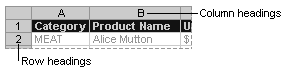 A B Column headings
1 Category Product Name
2 MEAT Alice Mutton $
Row headings